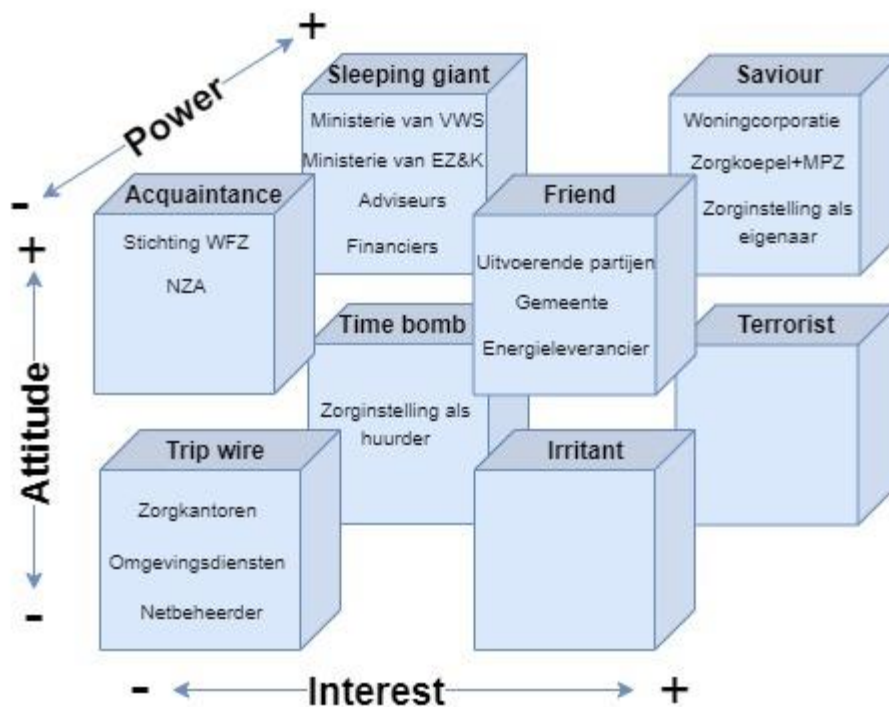 +
Power
-
Sleeping giant
Ministerie van VWS
Ministerie van EZ&K
Adviseurs
Financiers
Saviour
Woningcorporatie
Zorgkoepel+MPZ
Zorginstelling als
eigenaar
Acquaintance
Stichting WFZ
NZA
Friend
Uitvoerende partijen
Gemeente
Energieleverancier
+
Attitude
-
Time bomb
Zorginstelling als
huurder
Terrorist
Trip wire
Zorgkantoren
Omgevingsdiensten
Netbeheerder
Irritant
-
Interest
+